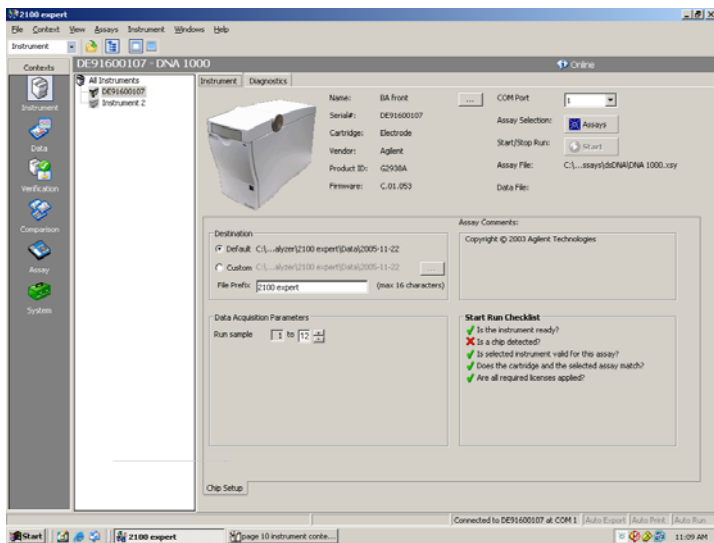 2100 expert
File Context View Assays Instrument Windows Help
Instrument
Contexts
Instrument
Data
Verification
Comparison
Assay
System
DE91600107 - DNA 1000
Online
All Instruments
DE91600107
Instrument 2
Instrument Diagnostics
Name: BA front ...
Serial#: DE91600107
Cartridge: Electrode
Vendor: Agilent
Product ID: G2938A
Firmware: C.01.053
COM Port 1
Assay Selection: Assays
Start/Stop Run: Start
Assay File: C:\...ssays\dsDNA\DNA 1000.xsy
Data File:
Destination
Default C:\...alyzer\2100 expert\Data\2005-11-22
Custom C:\...alyzer\2100 expert\Data\2005-11-22 ...
File Prefix 2100 expert (max 16 characters)
Assay Comments:
Copyright © 2003 Agilent Technologies
Data Acquisition Parameters
Run sample 1 to 12
Start Run Checklist
Is the instrument ready?
Is a chip detected?
Is selected instrument valid for this assay?
Does the cartridge and the selected assay match?
Are all required licenses applied?
Chip Setup
Connected to DE91600107 at COM 1 Auto Export Auto Print Auto Run
Start 2100 expert page 10 instrument conte... 11:09 AM